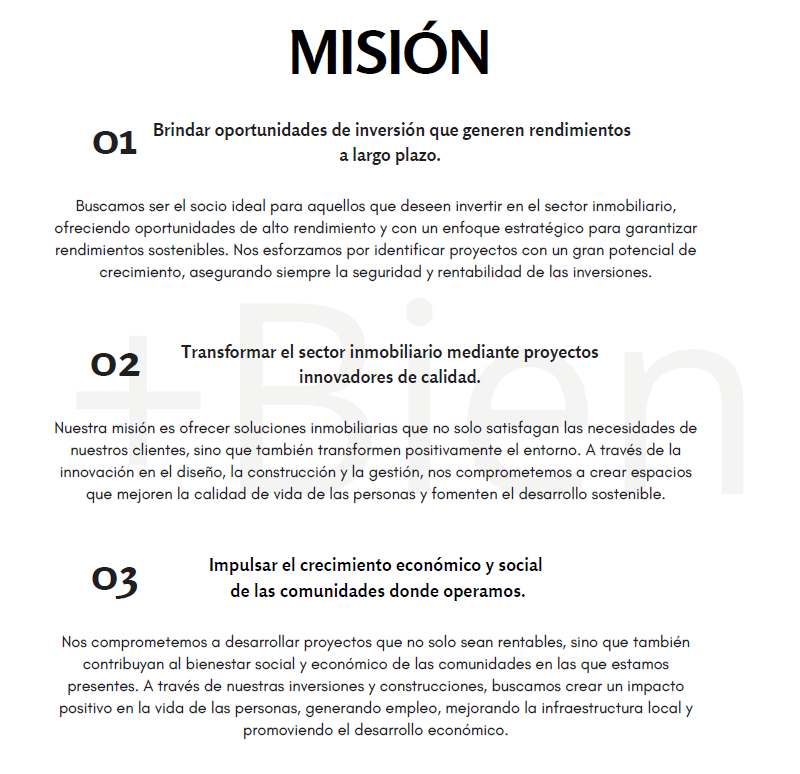 MISIÓN
01
Brindar oportunidades de inversión que generen rendimientos
a largo plazo.
Buscamos ser el socio ideal para aquellos que deseen invertir en el sector inmobiliario,
ofreciendo oportunidades de alto rendimiento y con un enfoque estratégico para garantizar
rendimientos sostenibles. Nos esforzamos por identificar proyectos con un gran potencial de
crecimiento, asegurando siempre la seguridad y rentabilidad de las inversiones.
+Bien
02
Transformar el sector inmobiliario mediante proyectos
innovadores de calidad.
Nuestra misión es ofrecer soluciones inmobiliarias que no solo satisfagan las necesidades de
nuestros clientes, sino que también transformen positivamente el entorno. A través de la
innovación en el diseño, la construcción y la gestión, nos comprometemos a crear espacios
que mejoren la calidad de vida de las personas y fomenten el desarrollo sostenible.
03
Impulsar el crecimiento económico y social
de las comunidades donde operamos.
Nos comprometemos a desarrollar proyectos que no solo sean rentables, sino que también
contribuyan al bienestar social y económico de las comunidades en las que estamos
presentes. A través de nuestras inversiones y construcciones, buscamos crear un impacto
positivo en la vida de las personas, generando empleo, mejorando la infraestructura local y
promoviendo el desarrollo económico.